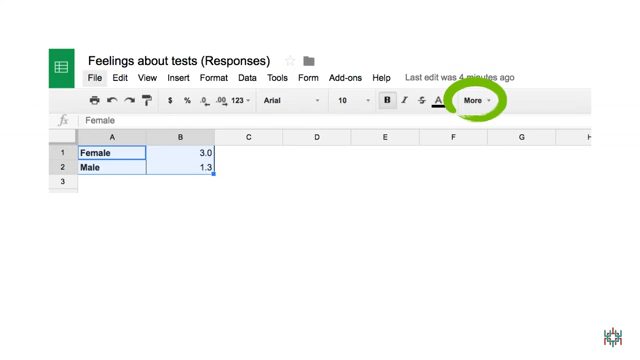 Feelings about tests (Responses)
File Edit View Insert Format Data Tools Form Add-ons Help Last edit was 4 minutes ago
$ % .0 .00 123 Arial 10 B I S A More
fx Female
A B C D E F G H
1 Female 3.0
2 Male 1.3
3